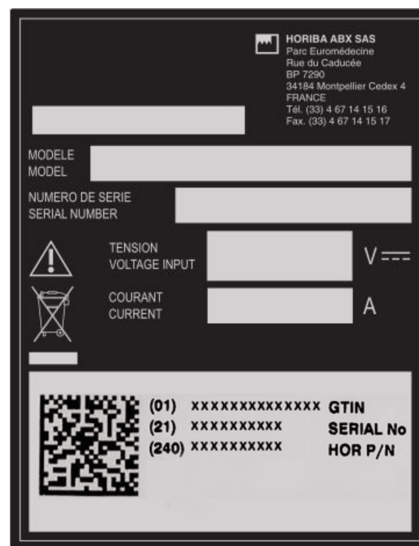 HORIBA ABX SAS
Parc Euromédecine
Rue du Caducée
BP 7290
34184 Montpellier Cedex 4
FRANCE
Tél. (33) 4 67 14 15 16
Fax. (33) 4 67 14 15 17
MODELE
MODEL
NUMERO DE SERIE
SERIAL NUMBER
TENSION
VOLTAGE INPUT
V
COURANT
CURRENT
A
(01) xxxxxxxxxxxxxx GTIN
(21) xxxxxxxxxx SERIAL No
(240) xxxxxxxxxx HOR P/N